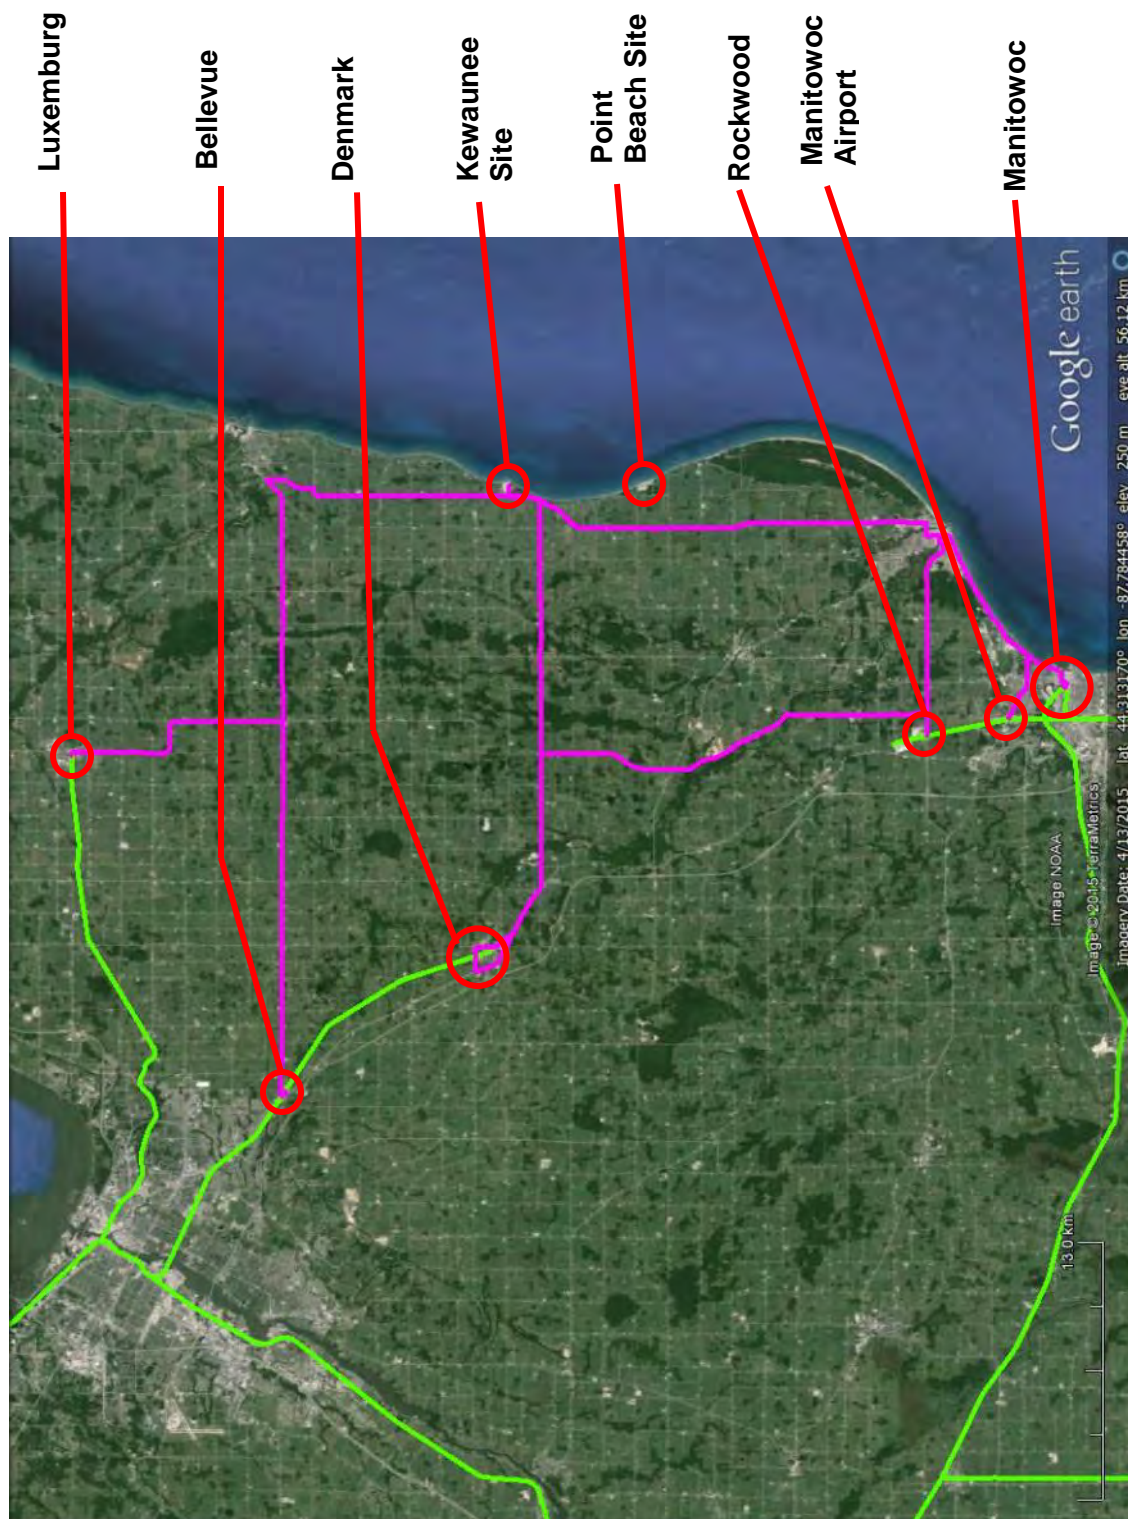 Luxemburg
Bellevue
Denmark
Kewaunee
Site
Point
Beach Site
Rockwood
Manitowoc
Airport
Manitowoc
Google earth
Image NOAA
Image © 2015 TerraMetrics
Imagery Date: 4/13/2015 lat 44.313170° lon -87.784458° elev 250 m eye alt 56.12 km
13.0 km